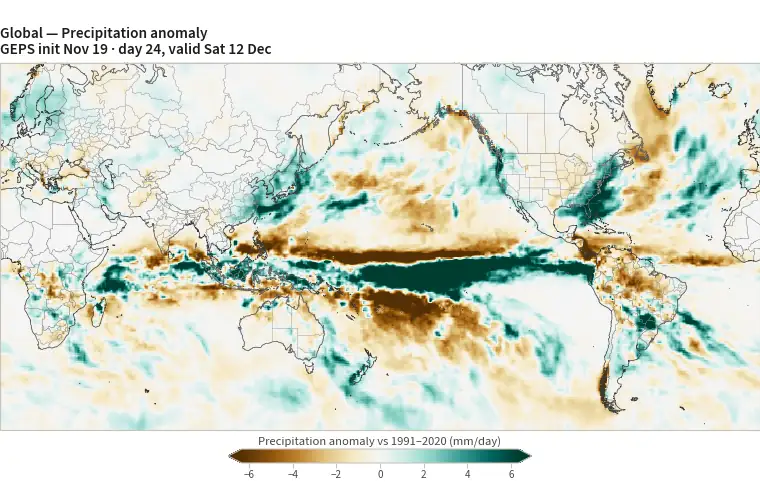 Global — Precipitation anomaly
GEPS init Nov 19 · day 24, valid Sat 12 Dec
Precipitation anomaly vs 1991–2020 (mm/day)
−6 −4 −2 0 2 4 6